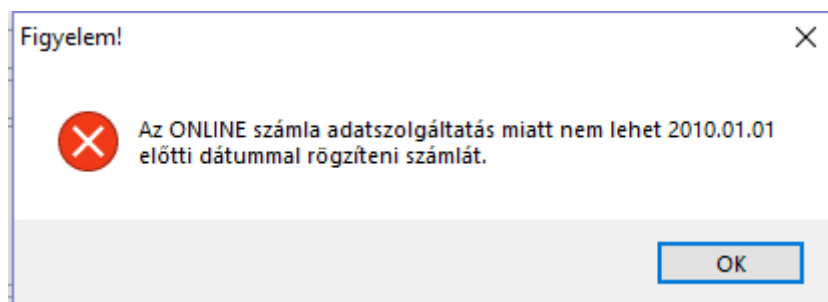 Figyelem!
Az ONLINE számla adatszolgáltatás miatt nem lehet 2010.01.01
előtti dátummal rögzíteni számlát.
OK